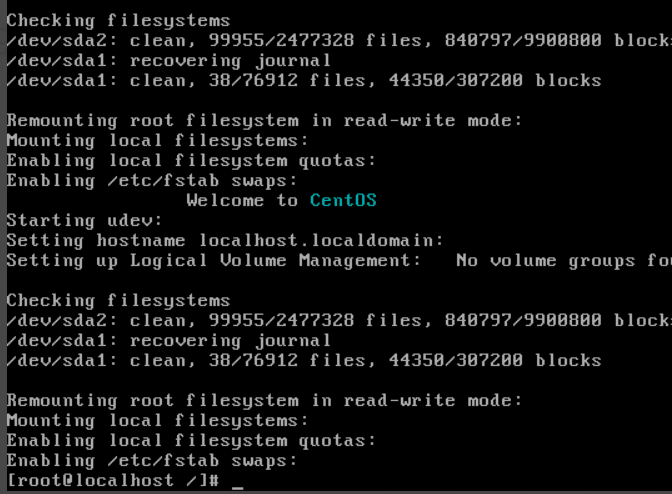 Checking filesystems
/dev/sda2: clean, 99955/2477328 files, 840797/9900800 block
/dev/sda1: recovering journal
/dev/sda1: clean, 38/76912 files, 44350/307200 blocks
Remounting root filesystem in read-write mode:
Mounting local filesystems:
Enabling local filesystem quotas:
Enabling /etc/fstab swaps:
Welcome to CentOS
Starting udev:
Setting hostname localhost.localdomain:
Setting up Logical Volume Management: No volume groups fou
Checking filesystems
/dev/sda2: clean, 99955/2477328 files, 840797/9900800 block
/dev/sda1: recovering journal
/dev/sda1: clean, 38/76912 files, 44350/307200 blocks
Remounting root filesystem in read-write mode:
Mounting local filesystems:
Enabling local filesystem quotas:
Enabling /etc/fstab swaps:
[root@localhost /]# _